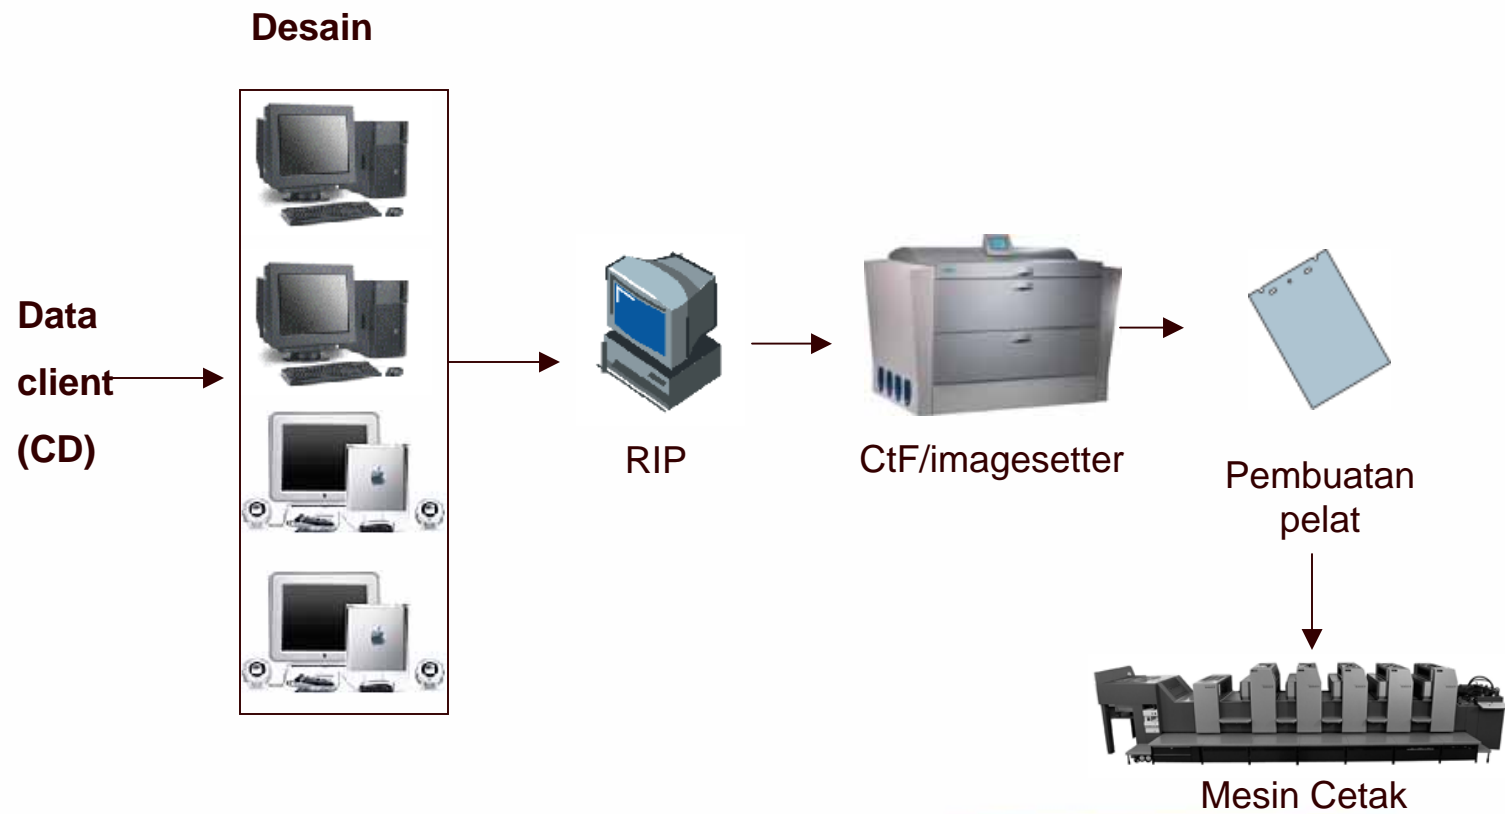 Desain
Data
client
(CD)
RIP
CtF/imagesetter
Pembuatan
pelat
Mesin Cetak